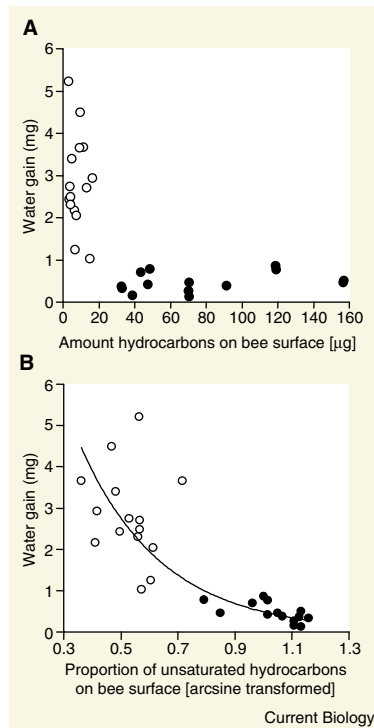 A
6
5
4
3
2
1
0
Water gain (mg)
0 20 40 60 80 100 120 140 160
Amount hydrocarbons on bee surface [µg]
B
6
5
4
3
2
1
0
Water gain (mg)
0.3 0.5 0.7 0.9 1.1 1.3
Proportion of unsaturated hydrocarbons
on bee surface [arcsine transformed]
Current Biology